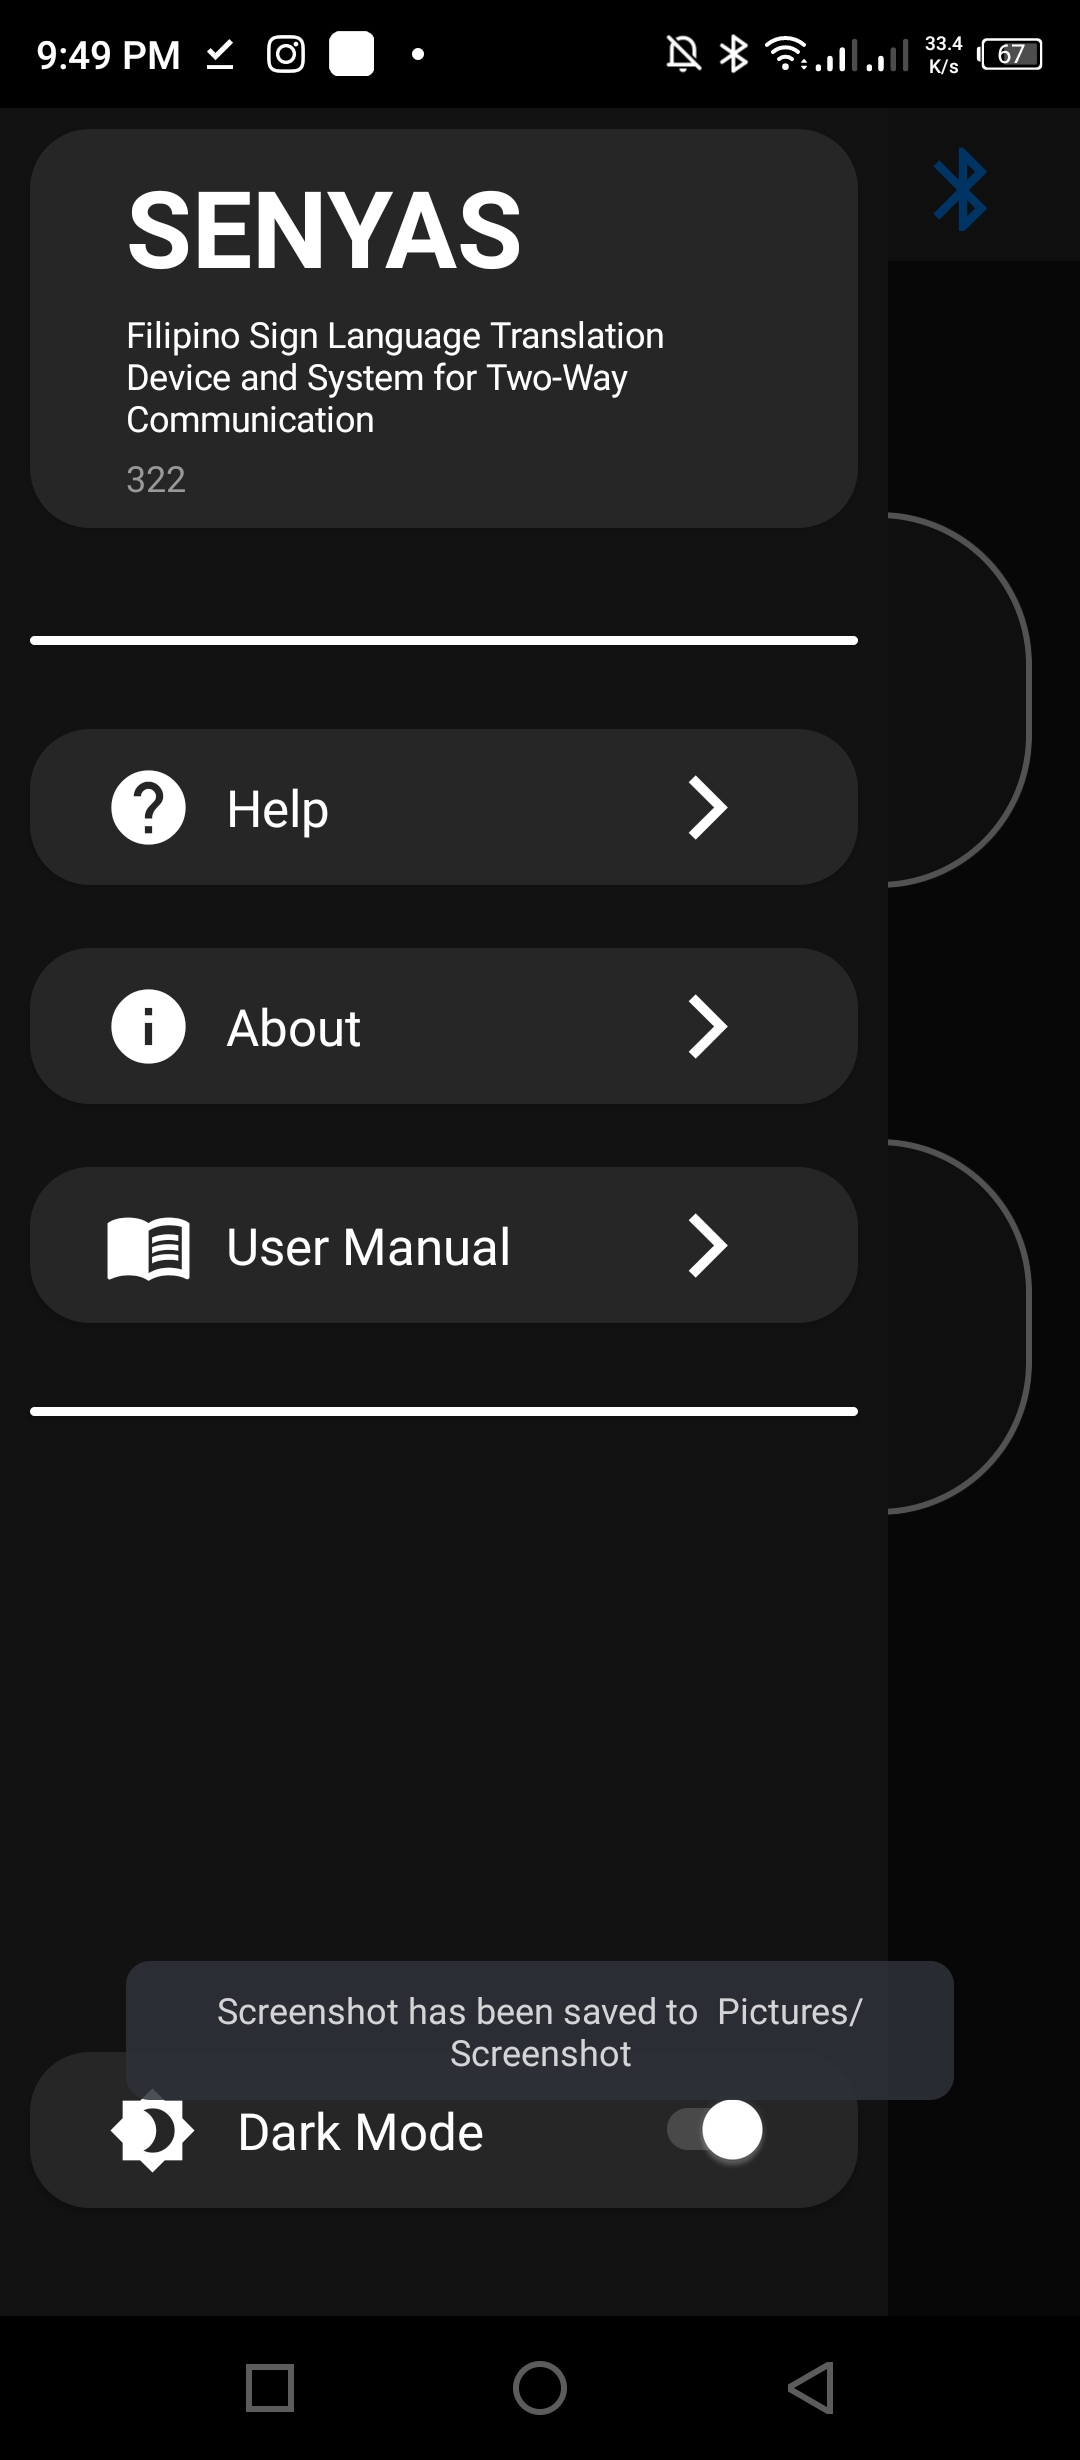 9:49 PM
33.4
K/s
67
SENYAS
Filipino Sign Language Translation
Device and System for Two-Way
Communication
322
Help
About
User Manual
Screenshot has been saved to  Pictures/
Screenshot
Dark Mode